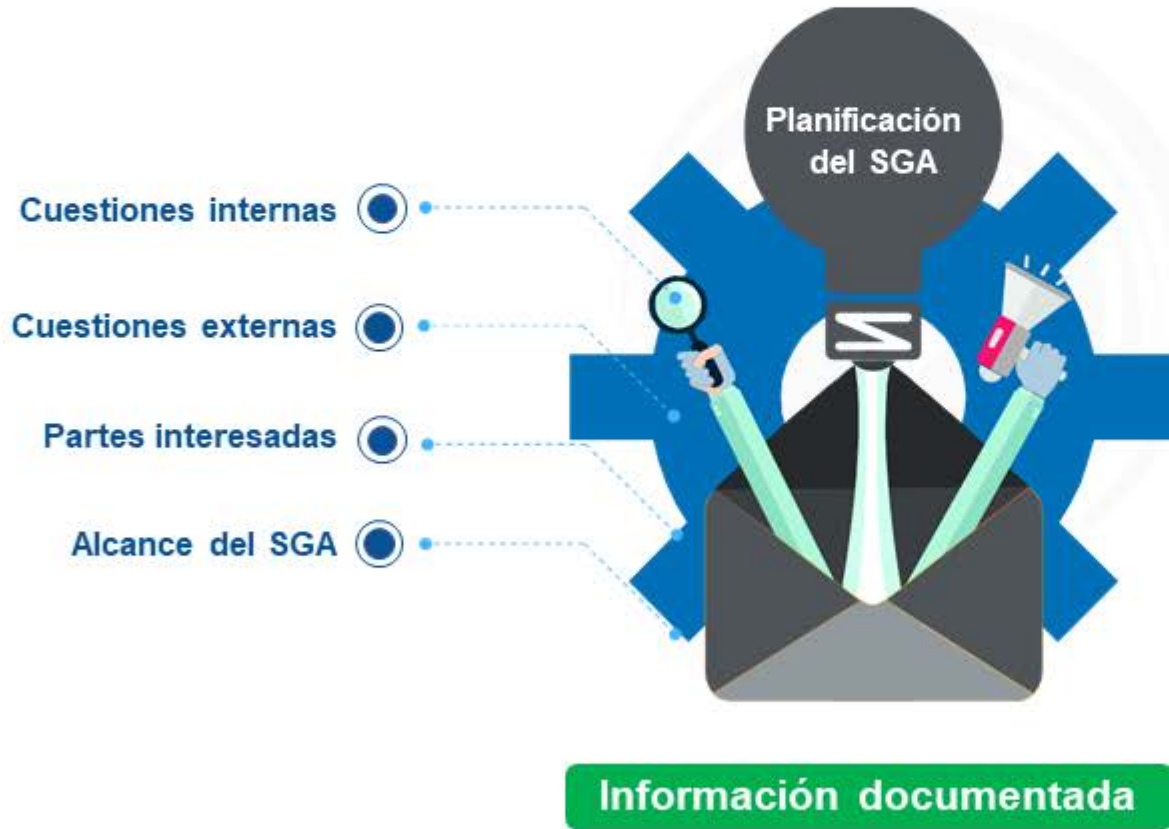 Planificación
del SGA
Cuestiones internas
Cuestiones externas
Partes interesadas
Alcance del SGA
Información documentada